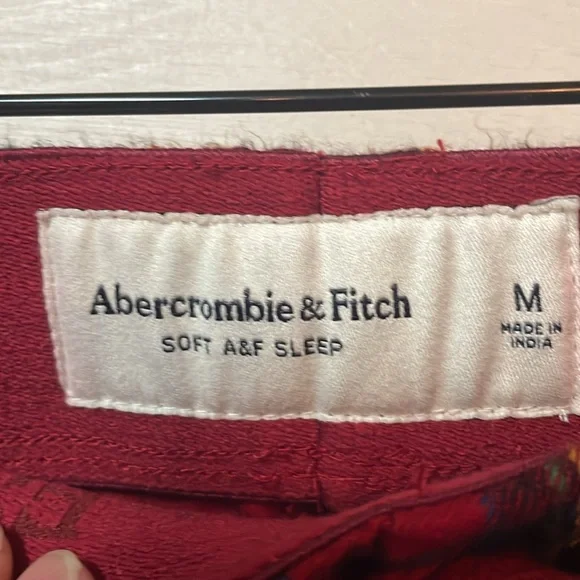 Abercrombie & Fitch
SOFT A&F SLEEP
M
MADE IN
INDIA